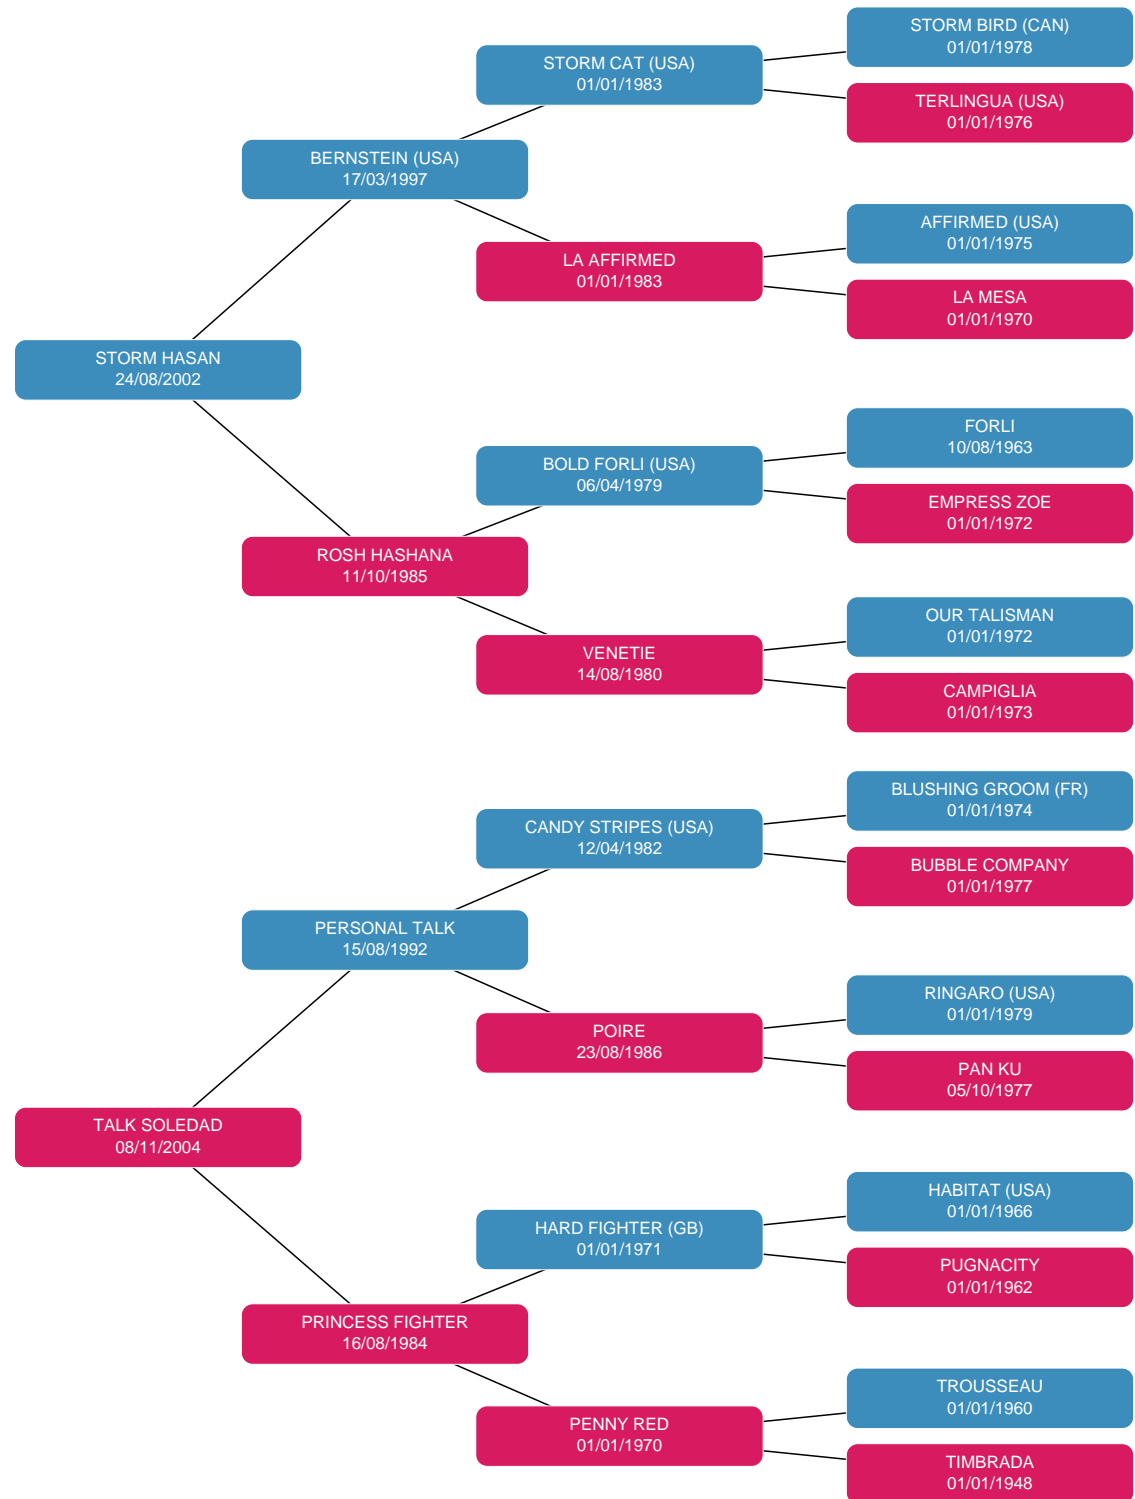 STORM BIRD (CAN)
01/01/1978
STORM CAT (USA)
01/01/1983
TERLINGUA (USA)
01/01/1976
BERNSTEIN (USA)
17/03/1997
AFFIRMED (USA)
01/01/1975
LA AFFIRMED
01/01/1983
LA MESA
01/01/1970
STORM HASAN
24/08/2002
FORLI
10/08/1963
BOLD FORLI (USA)
06/04/1979
EMPRESS ZOE
01/01/1972
ROSH HASHANA
11/10/1985
OUR TALISMAN
01/01/1972
VENETIE
14/08/1980
CAMPIGLIA
01/01/1973
BLUSHING GROOM (FR)
01/01/1974
CANDY STRIPES (USA)
12/04/1982
BUBBLE COMPANY
01/01/1977
PERSONAL TALK
15/08/1992
RINGARO (USA)
01/01/1979
POIRE
23/08/1986
PAN KU
05/10/1977
TALK SOLEDAD
08/11/2004
HABITAT (USA)
01/01/1966
HARD FIGHTER (GB)
01/01/1971
PUGNACITY
01/01/1962
PRINCESS FIGHTER
16/08/1984
TROUSSEAU
01/01/1960
PENNY RED
01/01/1970
TIMBRADA
01/01/1948